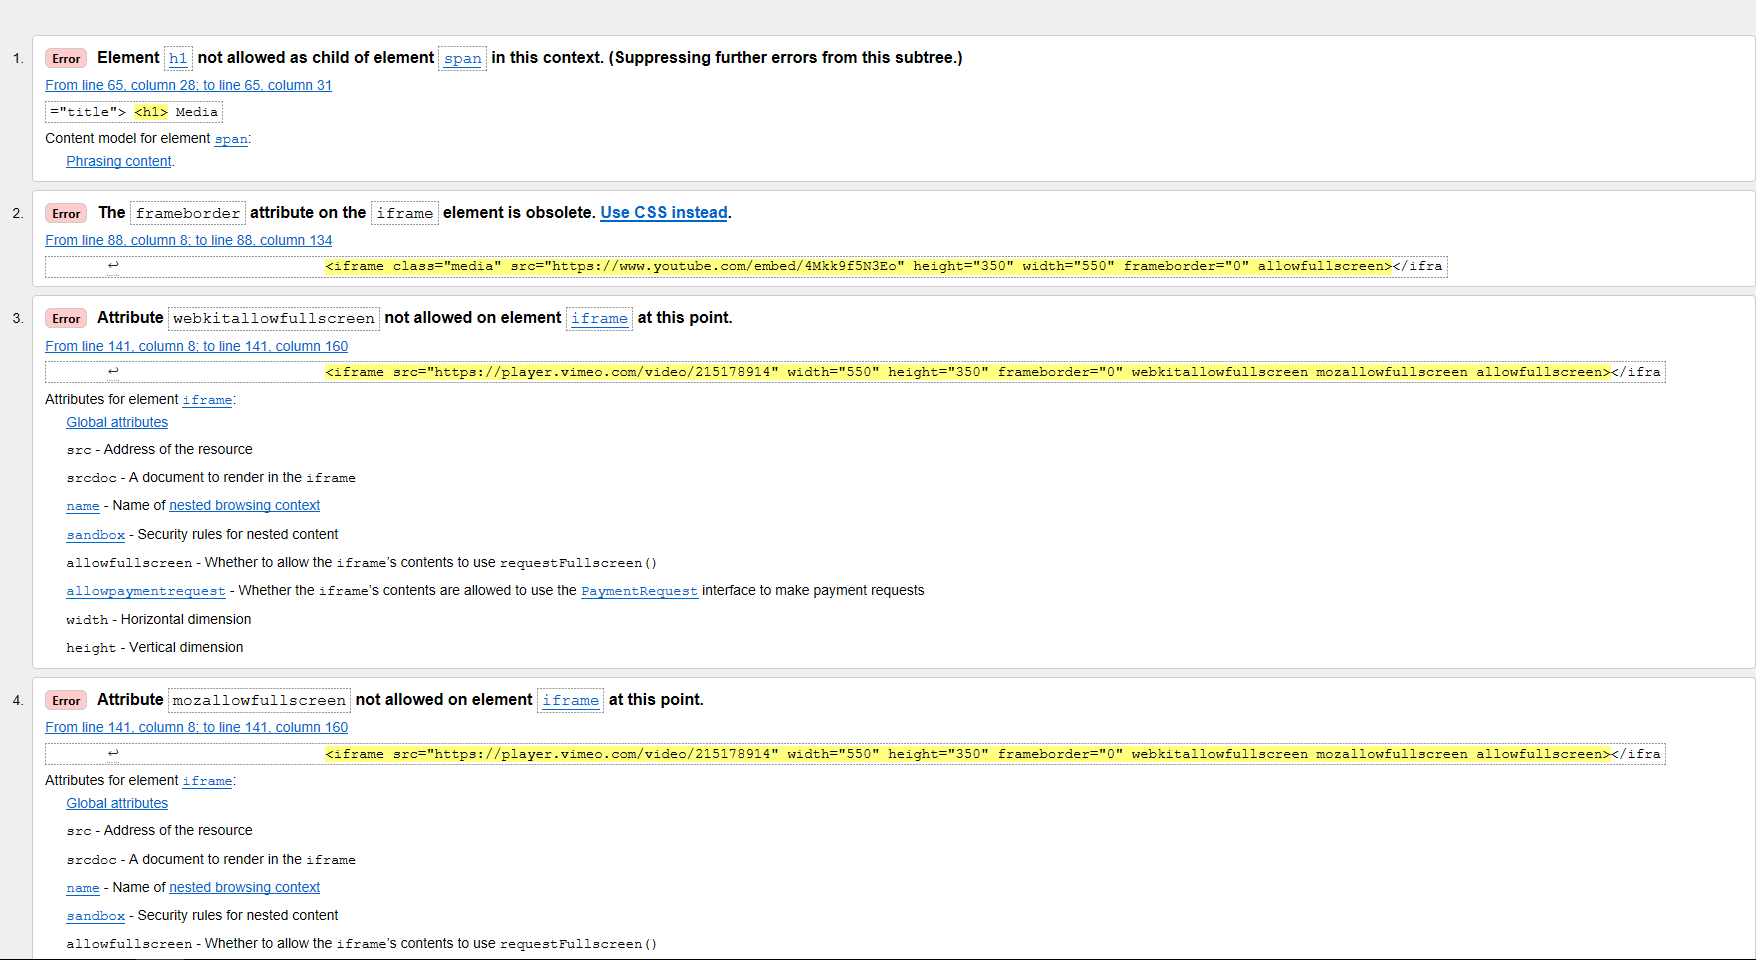 1. Error Element h1 not allowed as child of element span in this context. (Suppressing further errors from this subtree.)
From line 65, column 28; to line 65, column 31
="title"> <h1> Media
Content model for element span:
Phrasing content.
2. Error The frameborder attribute on the iframe element is obsolete. Use CSS instead.
From line 88, column 8; to line 88, column 134
↩ <iframe class="media" src="https://www.youtube.com/embed/4Mkk9f5N3Eo" height="350" width="550" frameborder="0" allowfullscreen></ifra
3. Error Attribute webkitallowfullscreen not allowed on element iframe at this point.
From line 141, column 8; to line 141, column 160
↩ <iframe src="https://player.vimeo.com/video/215178914" width="550" height="350" frameborder="0" webkitallowfullscreen mozallowfullscreen allowfullscreen></ifra
Attributes for element iframe:
Global attributes
src - Address of the resource
srcdoc - A document to render in the iframe
name - Name of nested browsing context
sandbox - Security rules for nested content
allowfullscreen - Whether to allow the iframe's contents to use requestFullscreen()
allowpaymentrequest - Whether the iframe's contents are allowed to use the PaymentRequest interface to make payment requests
width - Horizontal dimension
height - Vertical dimension
4. Error Attribute mozallowfullscreen not allowed on element iframe at this point.
From line 141, column 8; to line 141, column 160
↩ <iframe src="https://player.vimeo.com/video/215178914" width="550" height="350" frameborder="0" webkitallowfullscreen mozallowfullscreen allowfullscreen></ifra
Attributes for element iframe:
Global attributes
src - Address of the resource
srcdoc - A document to render in the iframe
name - Name of nested browsing context
sandbox - Security rules for nested content
allowfullscreen - Whether to allow the iframe's contents to use requestFullscreen()